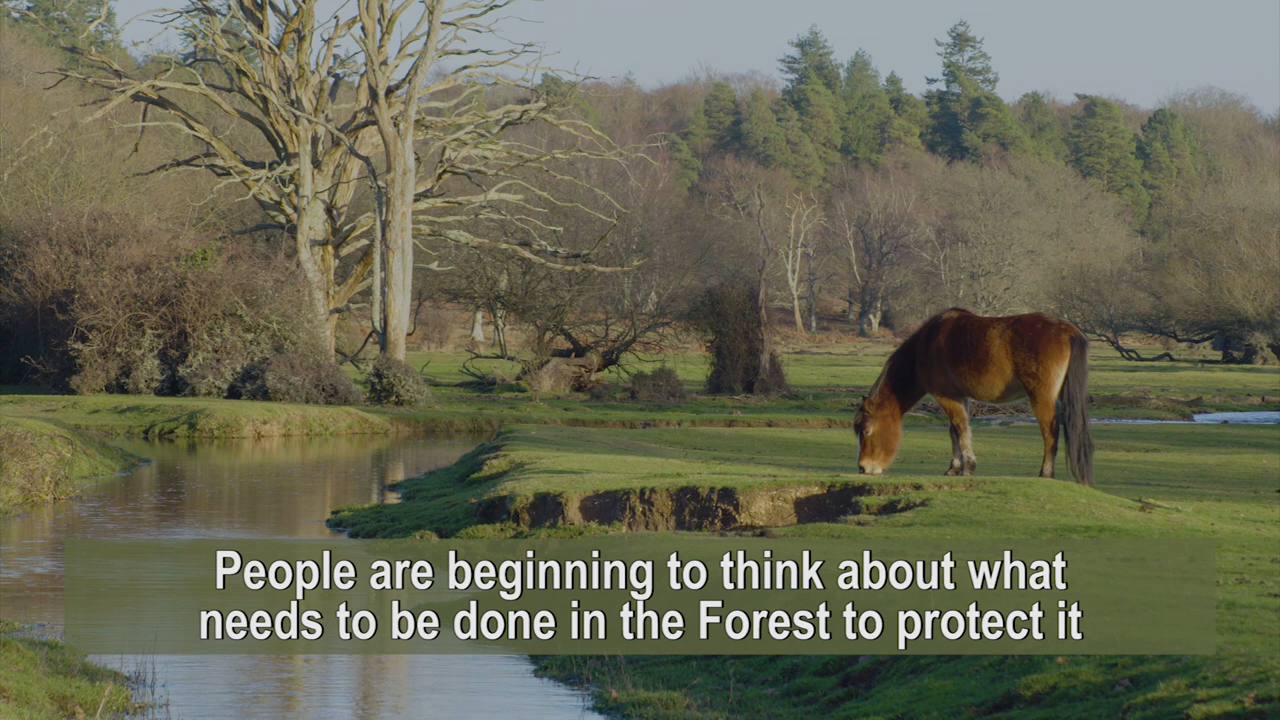 People are beginning to think about what
needs to be done in the Forest to protect it